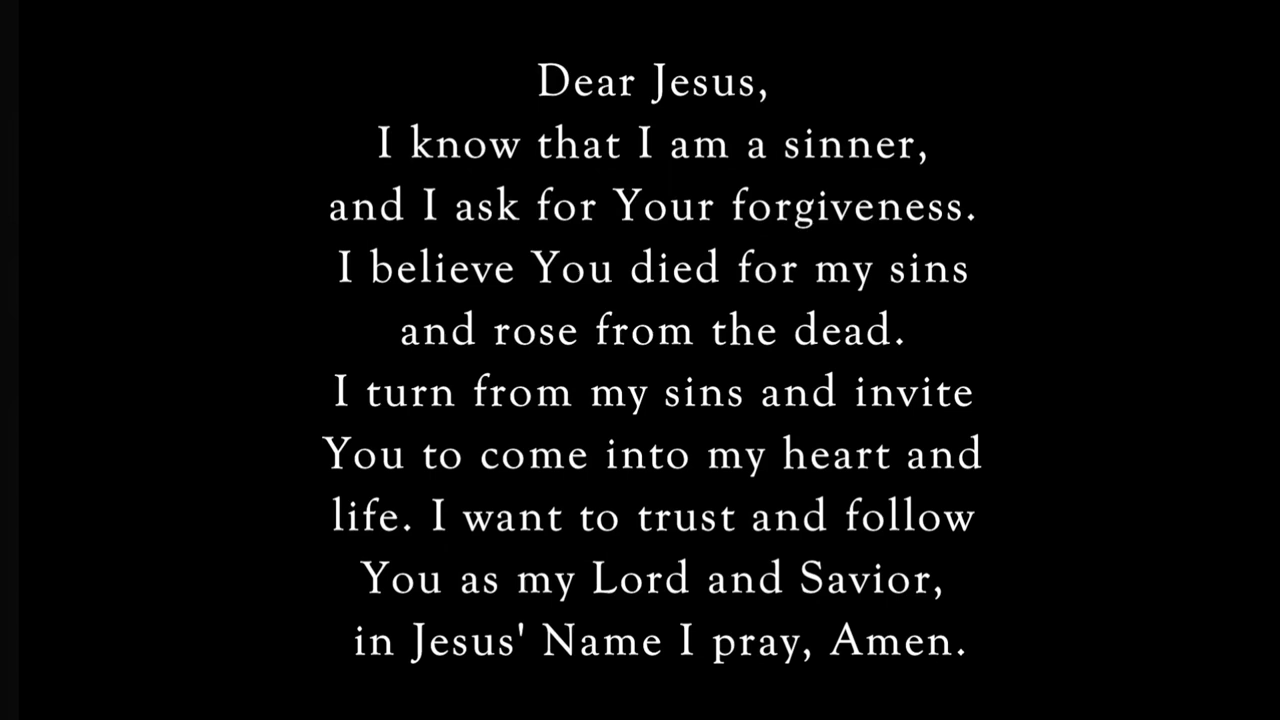 Dear Jesus,
I know that I am a sinner,
and I ask for Your forgiveness.
I believe You died for my sins
and rose from the dead.
I turn from my sins and invite
You to come into my heart and
life. I want to trust and follow
You as my Lord and Savior,
in Jesus' Name I pray, Amen.